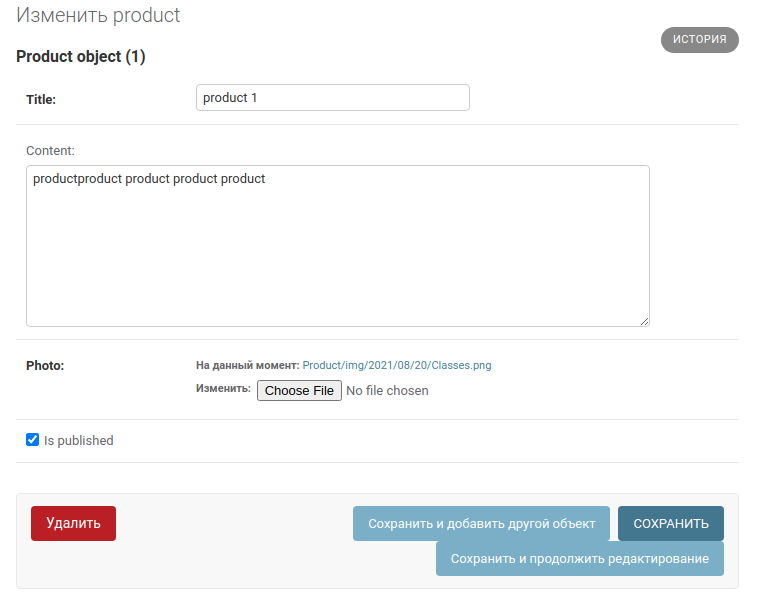 Изменить product
ИСТОРИЯ
Product object (1)
Title:
product 1
Content:
productproduct product product product
Photo:
На данный момент: Product/img/2021/08/20/Classes.png
Изменить: Choose File No file chosen
Is published
Удалить
Сохранить и добавить другой объект
СОХРАНИТЬ
Сохранить и продолжить редактирование